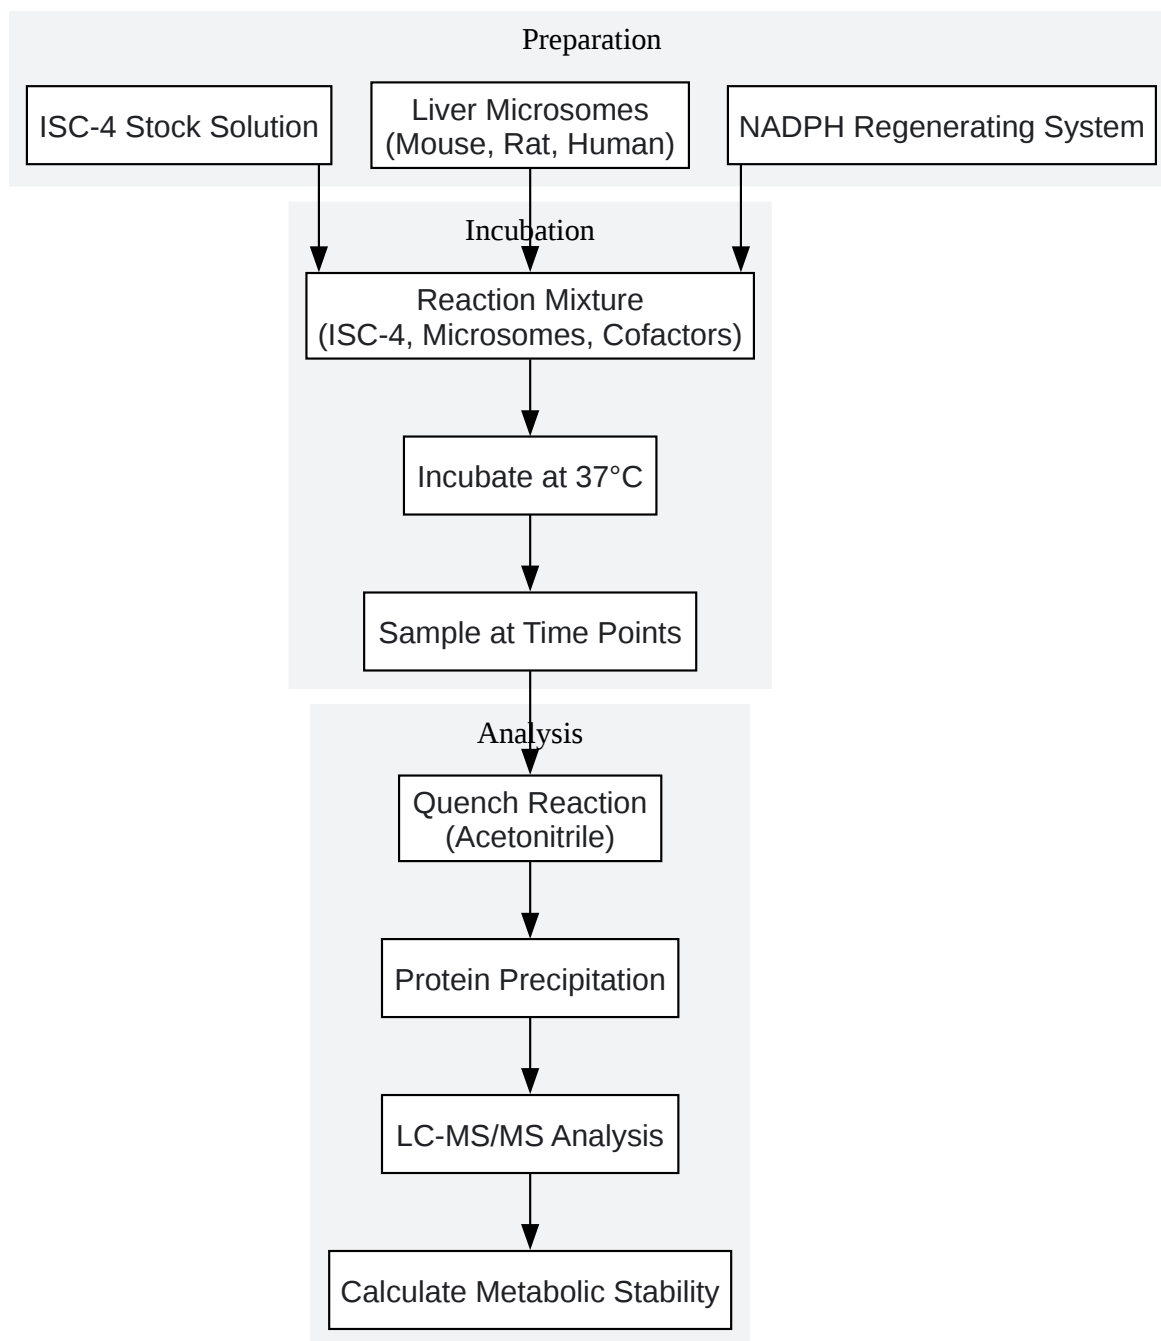 Preparation
ISC-4 Stock Solution
Liver Microsomes
(Mouse, Rat, Human)
NADPH Regenerating System
Incubation
Reaction Mixture
(ISC-4, Microsomes, Cofactors)
Incubate at 37°C
Sample at Time Points
Analysis
Quench Reaction
(Acetonitrile)
Protein Precipitation
LC-MS/MS Analysis
Calculate Metabolic Stability